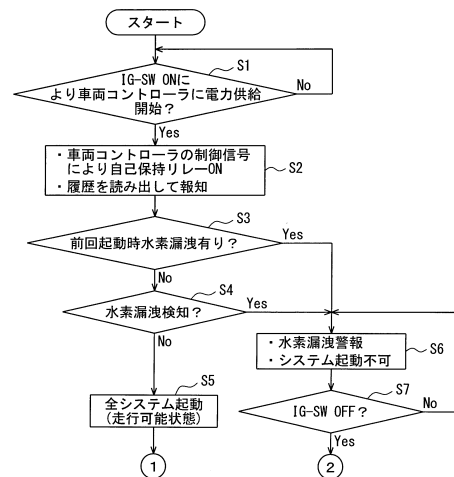 スタート
S1
IG-SW ONに
より車両コントローラに電力供給
開始？
No
Yes
・車両コントローラの制御信号
により自己保持リレーON
・履歴を読み出して報知
S2
S3
前回起動時水素漏洩有り？
Yes
No
S4
水素漏洩検知？
Yes
No
・水素漏洩警報
・システム起動不可
S6
S5
全システム起動
(走行可能状態)
S7
IG-SW OFF？
No
Yes
1
2